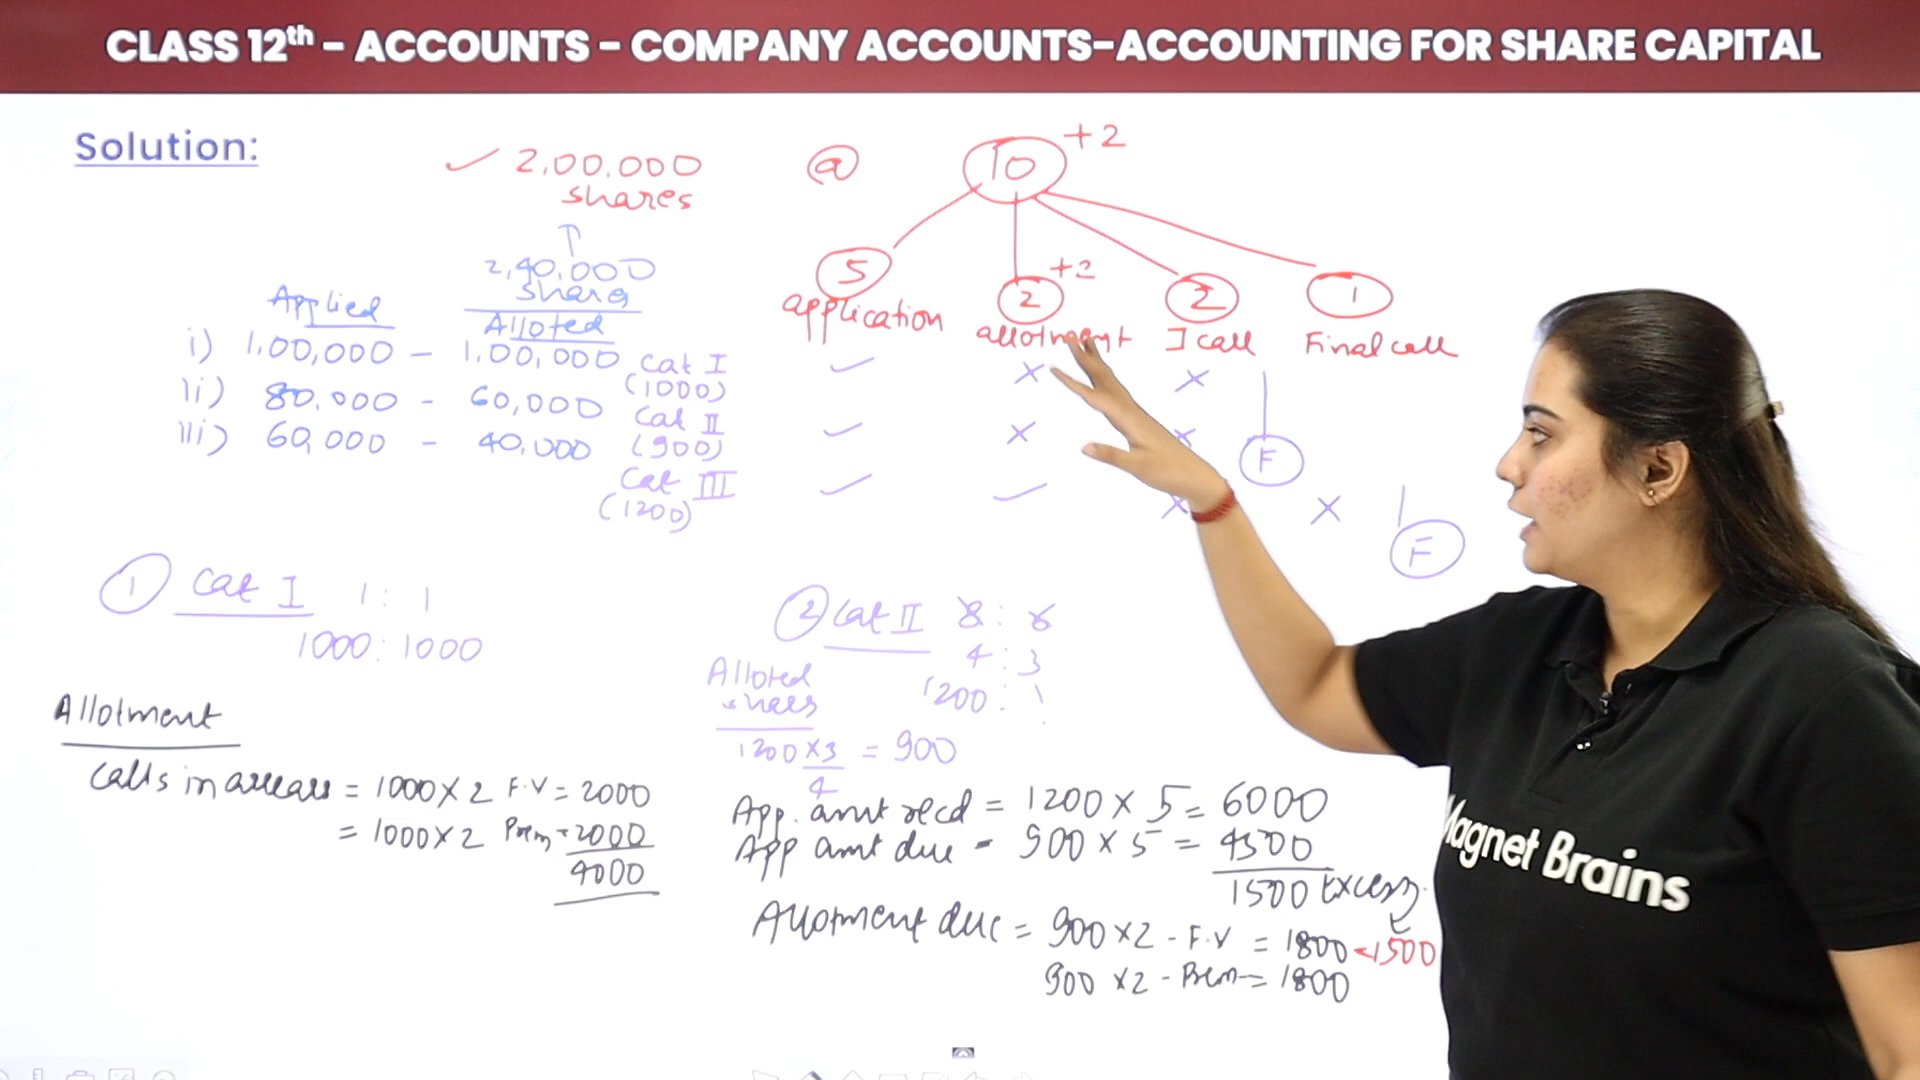 CLASS 12th – ACCOUNTS – COMPANY ACCOUNTS–ACCOUNTING FOR SHARE CAPITAL
Solution:
2,00,000 @ 10 +2
shares
2,40,000
share
5 2 +2 2 1
application allotment I call Final call
Applied Alloted
i) 1,00,000 – 1,00,000 Cat I
(1000)
ii) 80,000 – 60,000 Cat II
(900)
iii) 60,000 – 40,000
Cat III
(1200)
F
F
1 Cat I 1 : 1
1000 : 1000
2 Cat II 8 : 6
4 : 3
1200 : 1
Alloted
shares
1200 × 3 = 900
4
Allotment
Calls in arrears = 1000 × 2 F.V = 2000
= 1000 × 2 Prem = 2000
4000
App. amt recd = 1200 × 5 = 6000
App amt due - 900 × 5 = 4500
1500 Excess
Allotment due = 900 × 2 - F.V = 1800 - 1500
900 × 2 - Prem = 1800
Magnet Brains